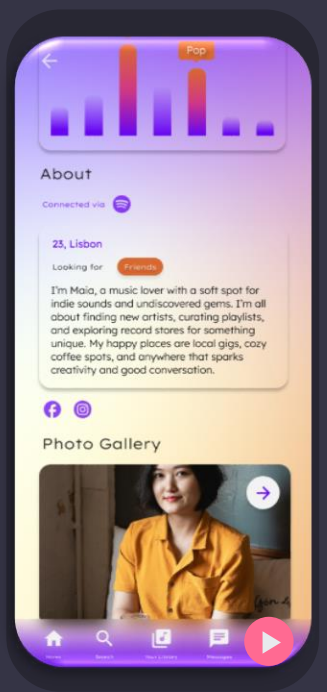 Pop
About
Connected via
23, Lisbon
Looking for Friends
I'm Maia, a music lover with a soft spot for
indie sounds and undiscovered gems. I'm all
about finding new artists, curating playlists,
and exploring record stores for something
unique. My happy places are local gigs, cozy
coffee spots, and anywhere that sparks
creativity and good conversation.
Photo Gallery
Home
Search
Your Library
Messages